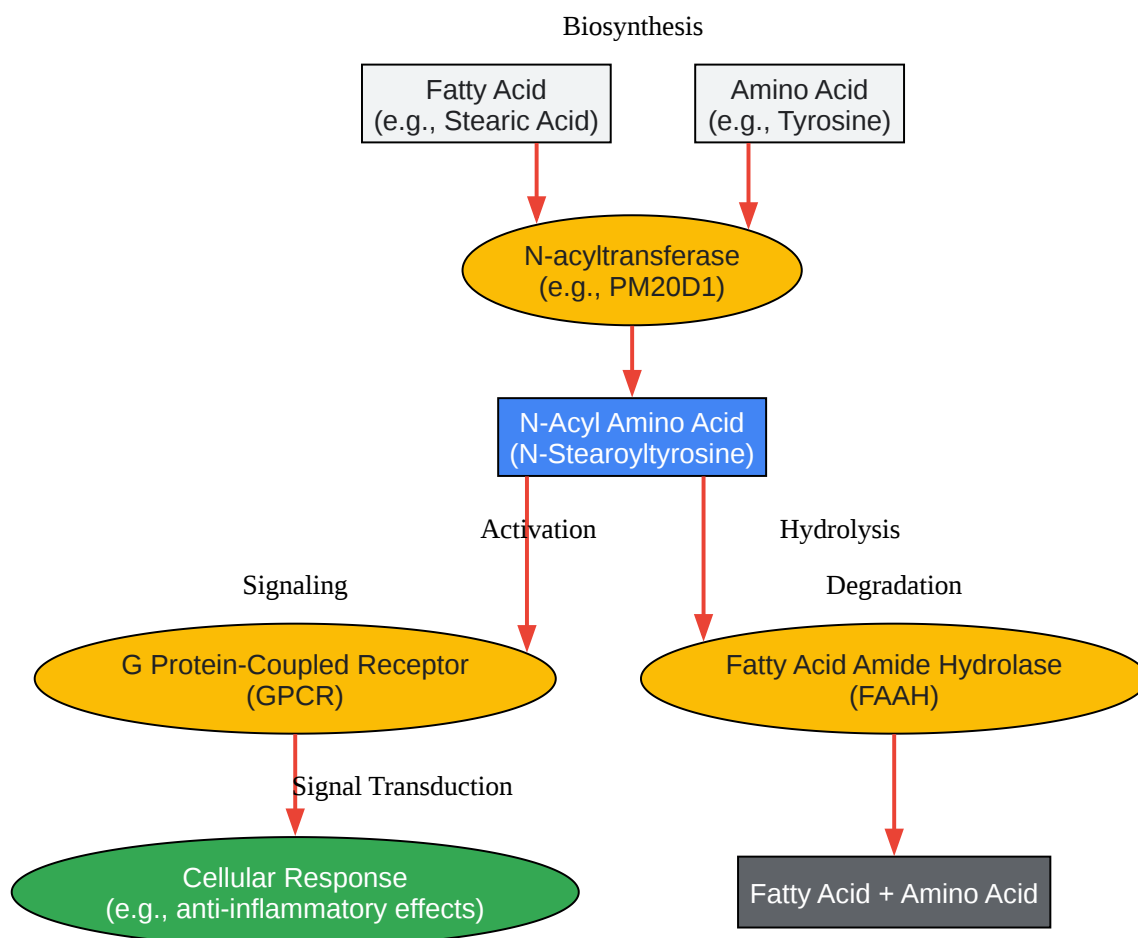 Biosynthesis
Fatty Acid
(e.g., Stearic Acid)
Amino Acid
(e.g., Tyrosine)
N-acyltransferase
(e.g., PM20D1)
N-Acyl Amino Acid
(N-Stearoyltyrosine)
Activation
Hydrolysis
Signaling
Degradation
G Protein-Coupled Receptor
(GPCR)
Fatty Acid Amide Hydrolase
(FAAH)
Signal Transduction
Cellular Response
(e.g., anti-inflammatory effects)
Fatty Acid + Amino Acid